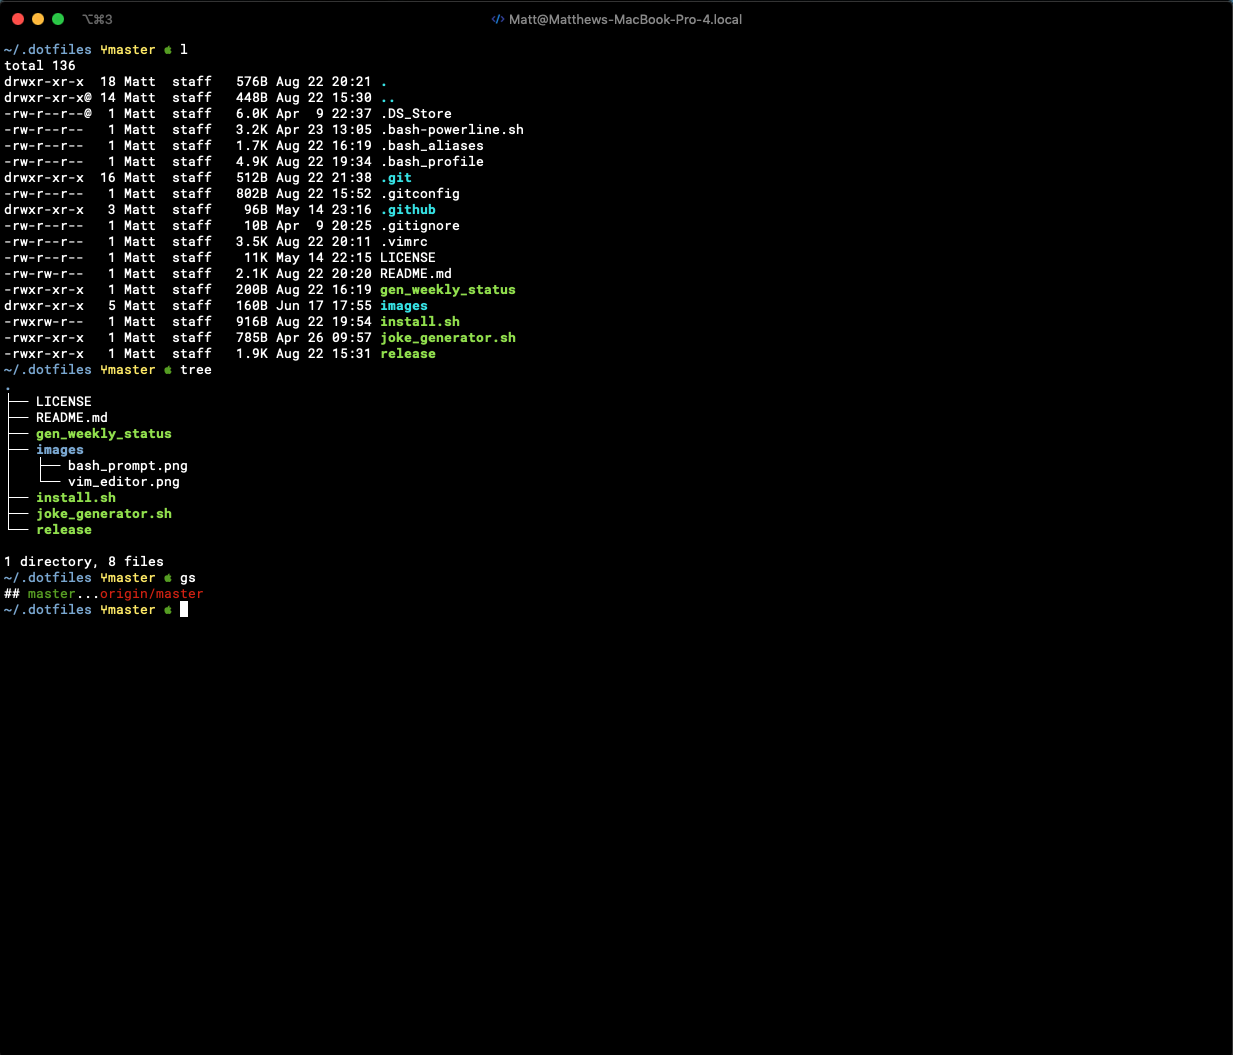 ⌥⌘3
</> Matt@Matthews-MacBook-Pro-4.local
~/.dotfiles Ⴤmaster  l
total 136
drwxr-xr-x  18 Matt  staff   576B Aug 22 20:21 .
drwxr-xr-x@ 14 Matt  staff   448B Aug 22 15:30 ..
-rw-r--r--@  1 Matt  staff   6.0K Apr  9 22:37 .DS_Store
-rw-r--r--   1 Matt  staff   3.2K Apr 23 13:05 .bash-powerline.sh
-rw-r--r--   1 Matt  staff   1.7K Aug 22 16:19 .bash_aliases
-rw-r--r--   1 Matt  staff   4.9K Aug 22 19:34 .bash_profile
drwxr-xr-x  16 Matt  staff   512B Aug 22 21:38 .git
-rw-r--r--   1 Matt  staff   802B Aug 22 15:52 .gitconfig
drwxr-xr-x   3 Matt  staff    96B May 14 23:16 .github
-rw-r--r--   1 Matt  staff    10B Apr  9 20:25 .gitignore
-rw-r--r--   1 Matt  staff   3.5K Aug 22 20:11 .vimrc
-rw-r--r--   1 Matt  staff    11K May 14 22:15 LICENSE
-rw-rw-r--   1 Matt  staff   2.1K Aug 22 20:20 README.md
-rwxr-xr-x   1 Matt  staff   200B Aug 22 16:19 gen_weekly_status
drwxr-xr-x   5 Matt  staff   160B Jun 17 17:55 images
-rwxrw-r--   1 Matt  staff   916B Aug 22 19:54 install.sh
-rwxr-xr-x   1 Matt  staff   785B Apr 26 09:57 joke_generator.sh
-rwxr-xr-x   1 Matt  staff   1.9K Aug 22 15:31 release
~/.dotfiles Ⴤmaster  tree
.
├── LICENSE
├── README.md
├── gen_weekly_status
├── images
│   ├── bash_prompt.png
│   └── vim_editor.png
├── install.sh
├── joke_generator.sh
└── release
1 directory, 8 files
~/.dotfiles Ⴤmaster  gs
## master...origin/master
~/.dotfiles Ⴤmaster